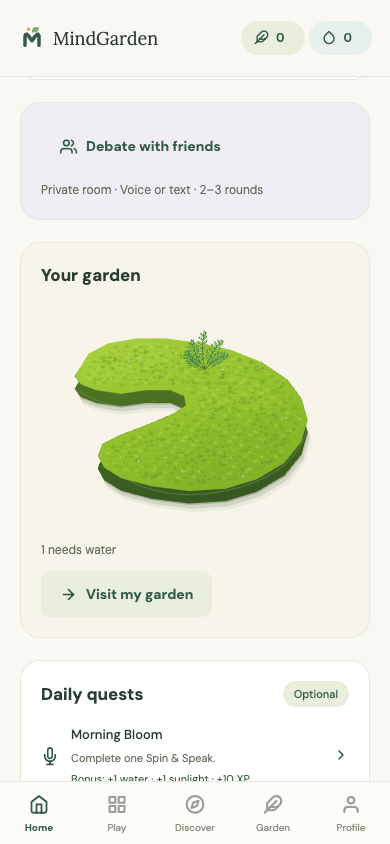 MindGarden
0
0
Debate with friends
Private room · Voice or text · 2–3 rounds
Your garden
1 needs water
Visit my garden
Daily quests
Optional
Morning Bloom
Complete one Spin & Speak.
Bonus: +1 water · +1 sunlight · +10 XP
Home
Play
Discover
Garden
Profile